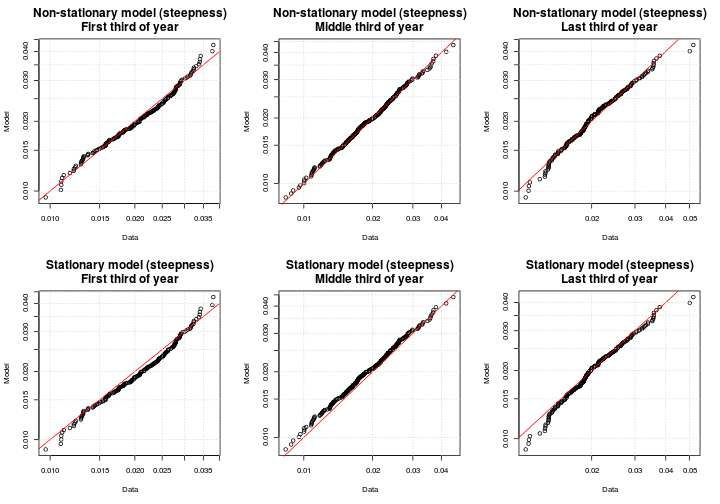 Non-stationary model (steepness)
First third of year
Model
0.010 0.015 0.020 0.030 0.040
0.010 0.015 0.020 0.025 0.035
Data
Non-stationary model (steepness)
Middle third of year
Model
0.010 0.015 0.020 0.030 0.040
0.01 0.02 0.03 0.04
Data
Non-stationary model (steepness)
Last third of year
Model
0.010 0.015 0.020 0.030 0.040
0.02 0.03 0.04 0.05
Data
Stationary model (steepness)
First third of year
Model
0.010 0.015 0.020 0.030 0.040
0.010 0.015 0.020 0.025 0.035
Data
Stationary model (steepness)
Middle third of year
Model
0.010 0.015 0.020 0.030 0.040
0.01 0.02 0.03 0.04
Data
Stationary model (steepness)
Last third of year
Model
0.010 0.015 0.020 0.030 0.040
0.02 0.03 0.04 0.05
Data